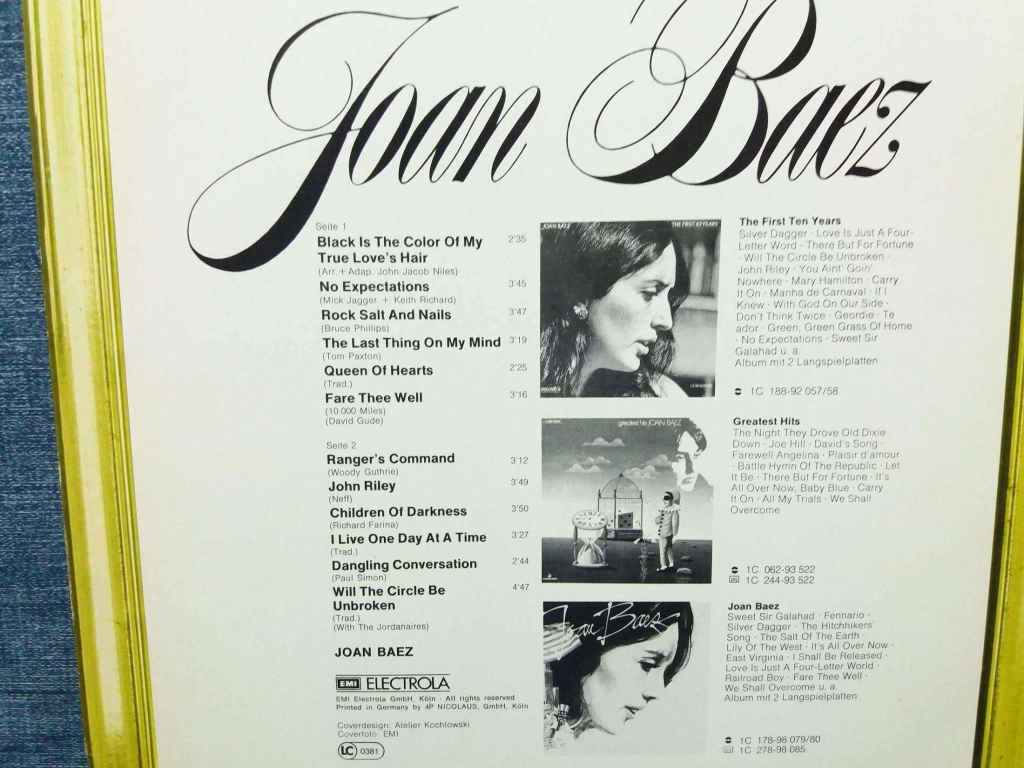 Joan Baez
Seite 1
Black Is The Color Of My 2'35
True Love's Hair
(Arr. + Adap. John Jacob Niles)
No Expectations 3'45
(Mick Jagger + Keith Richard)
Rock Salt And Nails 3'47
(Bruce Phillips)
The Last Thing On My Mind 3'19
(Tom Paxton)
Queen Of Hearts 2'25
(Trad.)
Fare Thee Well 3'16
(10.000 Miles)
(David Gude)
Seite 2
Ranger's Command 3'12
(Woody Guthrie)
John Riley 3'49
(Neff)
Children Of Darkness 3'50
(Richard Farina)
I Live One Day At A Time 3'27
(Trad.)
Dangling Conversation 2'44
(Paul Simon)
Will The Circle Be 4'47
Unbroken
(Trad.)
(With The Jordanaires)
JOAN BAEZ
EMI ELECTROLA
EMI Electrola GmbH, Köln · All rights reserved
Printed in Germany by 4P NICOLAUS, GmbH, Köln
Coverdesign: Atelier Kochlowski
Coverfoto: EMI
LC 0381
JOAN BAEZ THE FIRST 10 YEARS
The First Ten Years
Silver Dagger · Love Is Just A Four-
Letter Word · There But For Fortune
· Will The Circle Be Unbroken ·
John Riley · You Aint' Goin'
Nowhere · Mary Hamilton · Carry
It On · Manha de Carnaval · If I
Knew · With God On Our Side ·
Don't Think Twice · Geordie · Te
ador · Green, Green Grass Of Home
· No Expectations · Sweet Sir
Galahad u. a.
Album mit 2 Langspielplatten
1C 188-92 057/58
greatest hits JOAN BAEZ
Greatest Hits
The Night They Drove Old Dixie
Down · Joe Hill · David's Song ·
Farewell Angelina · Plaisir d'amour
· Battle Hymn Of The Republic · Let
It Be · There But For Fortune · It's
All Over Now, Baby Blue · Carry
It On · All My Trials · We Shall
Overcome
1C 062-93 522
1C 244-93 522
Joan Baez
Joan Baez
Sweet Sir Galahad · Fennario ·
Silver Dagger · The Hitchhikers'
Song · The Salt Of The Earth ·
Lily Of The West · It's All Over Now ·
East Virginia · I Shall Be Released ·
Love Is Just A Four-Letter World ·
Railroad Boy · Fare Thee Well ·
We Shall Overcome u. a.
Album mit 2 Langspielplatten
1C 178-98 079/80
1C 278-98 085